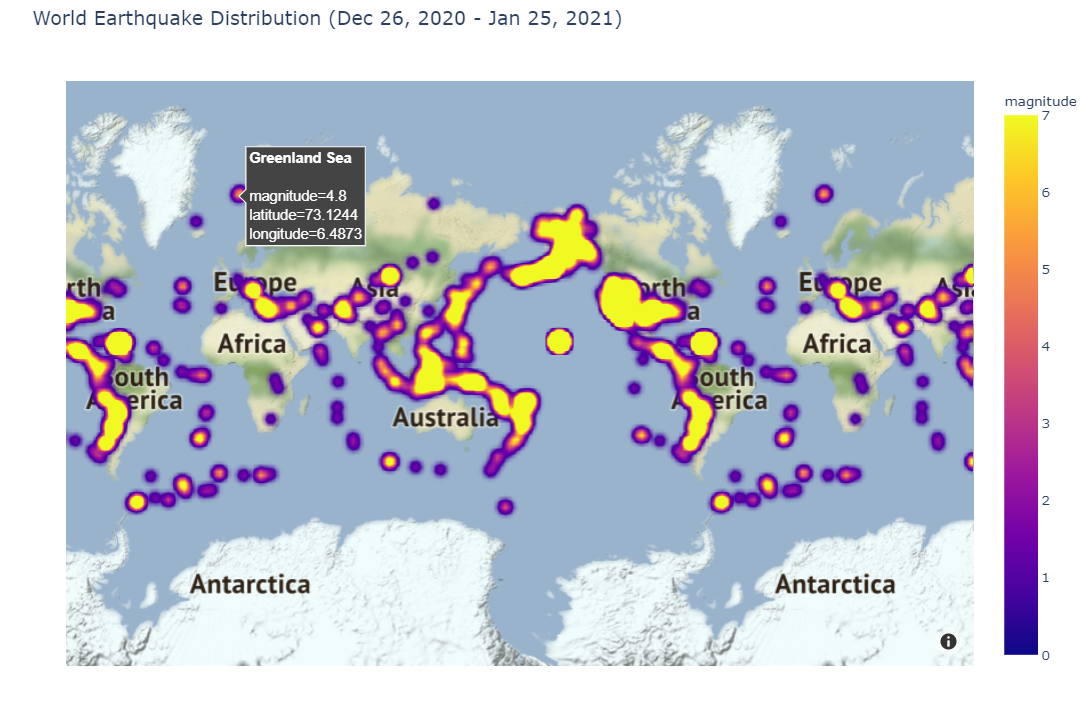 World Earthquake Distribution (Dec 26, 2020 - Jan 25, 2021)
magnitude
7
6
5
4
3
2
1
0
Greenland Sea
magnitude=4.8
latitude=73.1244
longitude=6.4873
rth
a
Europe
Asia
Africa
outh
America
Australia
orth
a
Europe
Asi
Africa
outh
America
Antarctica
Antarctica